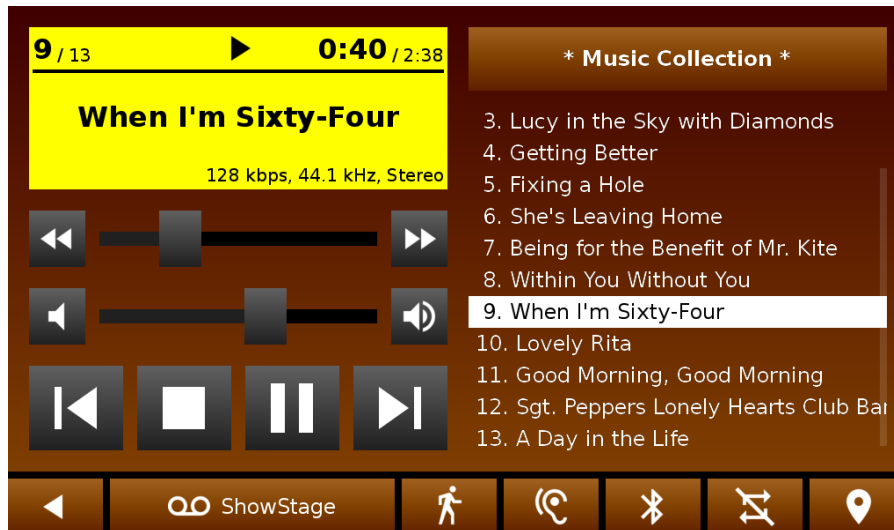 9 / 13 0:40 / 2:38
When I'm Sixty-Four
128 kbps, 44.1 kHz, Stereo
* Music Collection *
3. Lucy in the Sky with Diamonds
4. Getting Better
5. Fixing a Hole
6. She's Leaving Home
7. Being for the Benefit of Mr. Kite
8. Within You Without You
9. When I'm Sixty-Four
10. Lovely Rita
11. Good Morning, Good Morning
12. Sgt. Peppers Lonely Hearts Club Bar
13. A Day in the Life
ShowStage